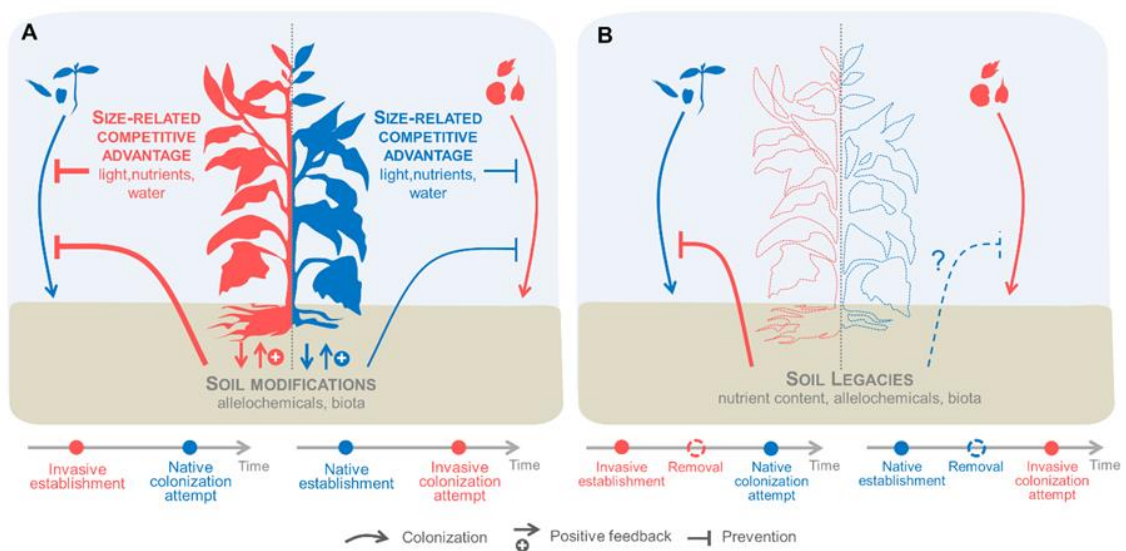 A
SIZE-RELATED
COMPETITIVE
ADVANTAGE
light,nutrients,
water
SIZE-RELATED
COMPETITIVE
ADVANTAGE
light,nutrients,
water
SOIL MODIFICATIONS
allelochemicals, biota
Invasive
establishment
Native
colonization
attempt
Time
Native
establishment
Invasive
colonization
attempt
Time
B
?
SOIL LEGACIES
nutrient content, allelochemicals, biota
Invasive
establishment
Removal
Native
colonization
attempt
Time
Native
establishment
Removal
Invasive
colonization
attempt
Time
Colonization
Positive feedback
Prevention